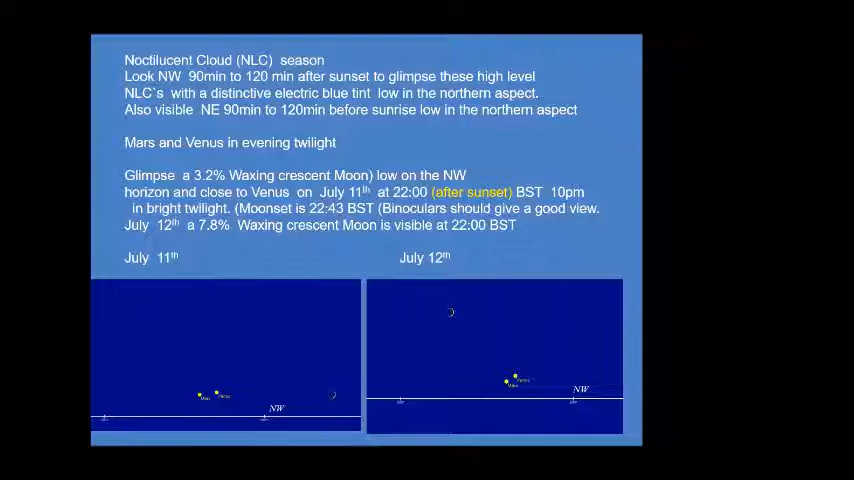 Noctilucent Cloud (NLC)  season
Look NW  90min to 120 min after sunset to glimpse these high level
NLC`s  with a distinctive electric blue tint  low in the northern aspect.
Also visible  NE 90min to 120min before sunrise low in the northern aspect
Mars and Venus in evening twilight
Glimpse  a 3.2% Waxing crescent Moon) low on the NW
horizon and close to Venus  on  July 11th  at 22:00 (after sunset) BST  10pm
in bright twilight. (Moonset is 22:43 BST (Binoculars should give a good view.
July  12th  a 7.8%  Waxing crescent Moon is visible at 22:00 BST
July  11th
July  12th
Mars
Venus
NW
Venus
Mars
NW